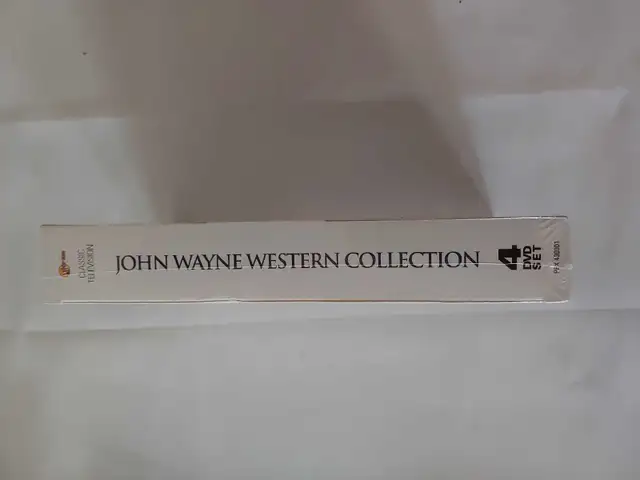 CLASSIC
TELEVISION
JOHN WAYNE WESTERN COLLECTION
4
DVD
SET